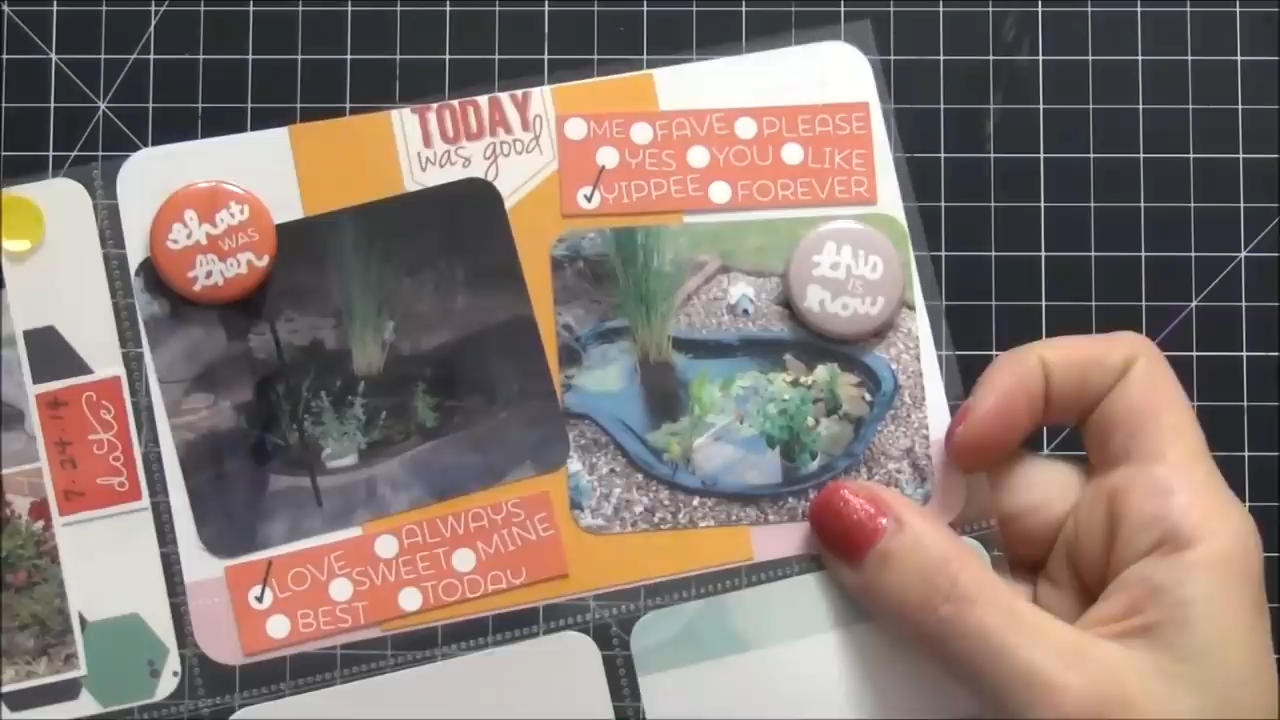 TODAY
was good
ME FAVE PLEASE
YES YOU LIKE
YIPPEE FOREVER
that
WAS
then
this
IS
now
7.24.14
date
LOVE ALWAYS
SWEET MINE
BEST TODAY